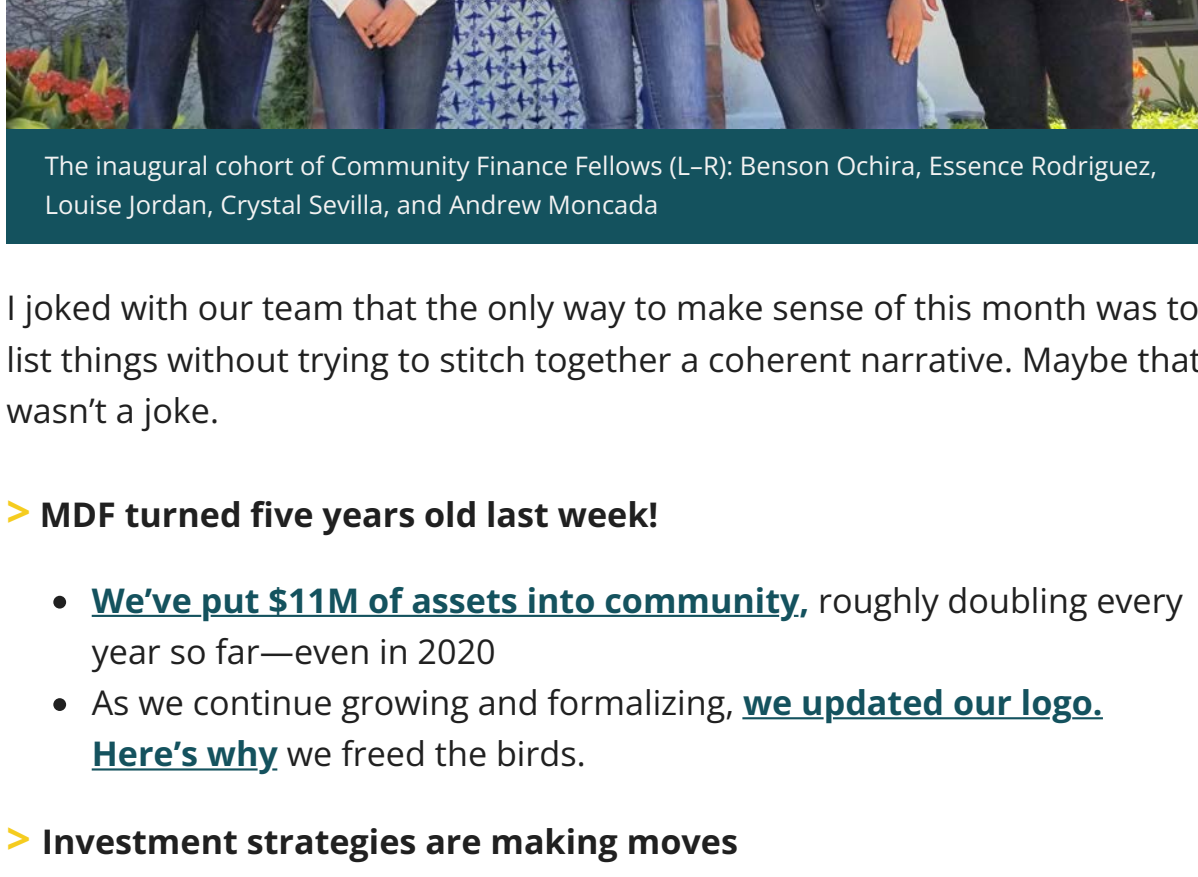 The inaugural cohort of Community Finance Fellows (L–R): Benson Ochira, Essence Rodriguez,
Louise Jordan, Crystal Sevilla, and Andrew Moncada
I joked with our team that the only way to make sense of this month was to
list things without trying to stitch together a coherent narrative. Maybe that
wasn’t a joke.
> MDF turned five years old last week!
• We’ve put $11M of assets into community, roughly doubling every
year so far—even in 2020
• As we continue growing and formalizing, we updated our logo.
Here’s why we freed the birds.
> Investment strategies are making moves